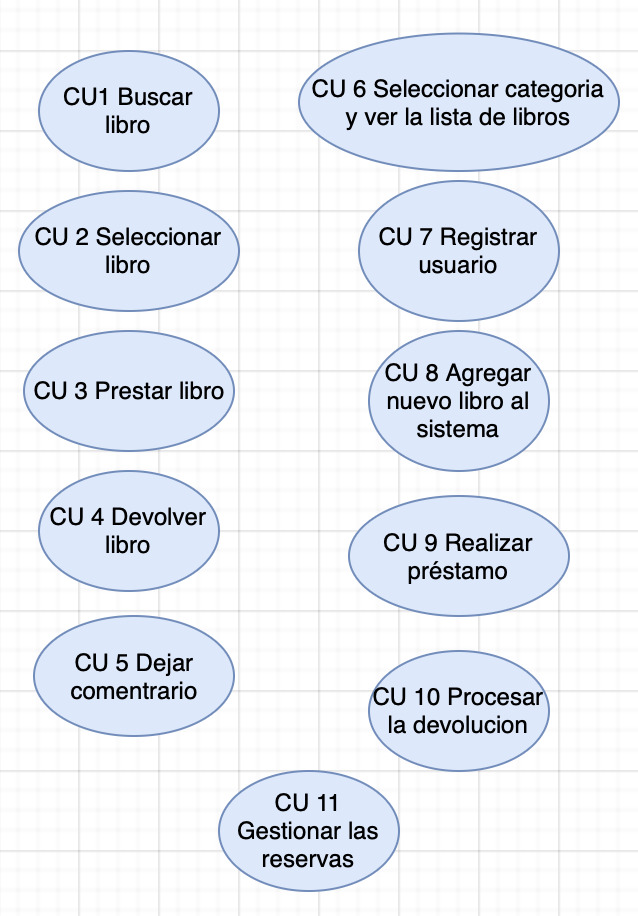 CU1 Buscar
libro
CU 2 Seleccionar
libro
CU 3 Prestar libro
CU 4 Devolver
libro
CU 5 Dejar
comentrario
CU 6 Seleccionar categoria
y ver la lista de libros
CU 7 Registrar
usuario
CU 8 Agregar
nuevo libro al
sistema
CU 9 Realizar
préstamo
CU 10 Procesar
la devolucion
CU 11
Gestionar las
reservas